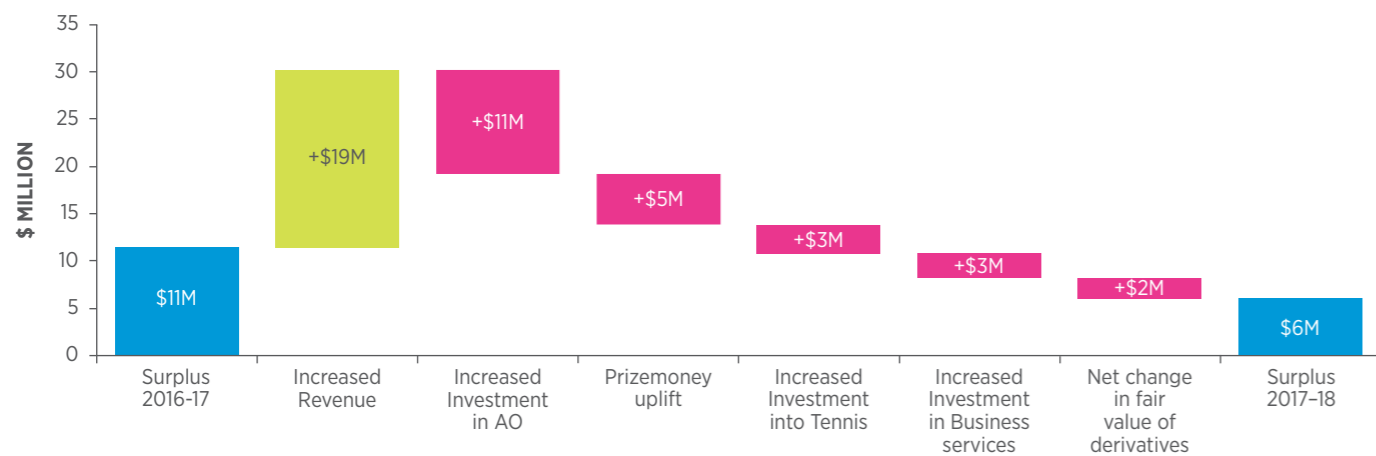 35
30
25
20
15
10
5
0
$ MILLION
$11M
+$19M
+$11M
+$5M
+$3M
+$3M
+$2M
$6M
Surplus
2016-17
Increased
Revenue
Increased
Investment
in AO
Prizemoney
uplift
Increased
Investment
into Tennis
Increased
Investment
in Business
services
Net change
in fair
value of
derivatives
Surplus
2017–18